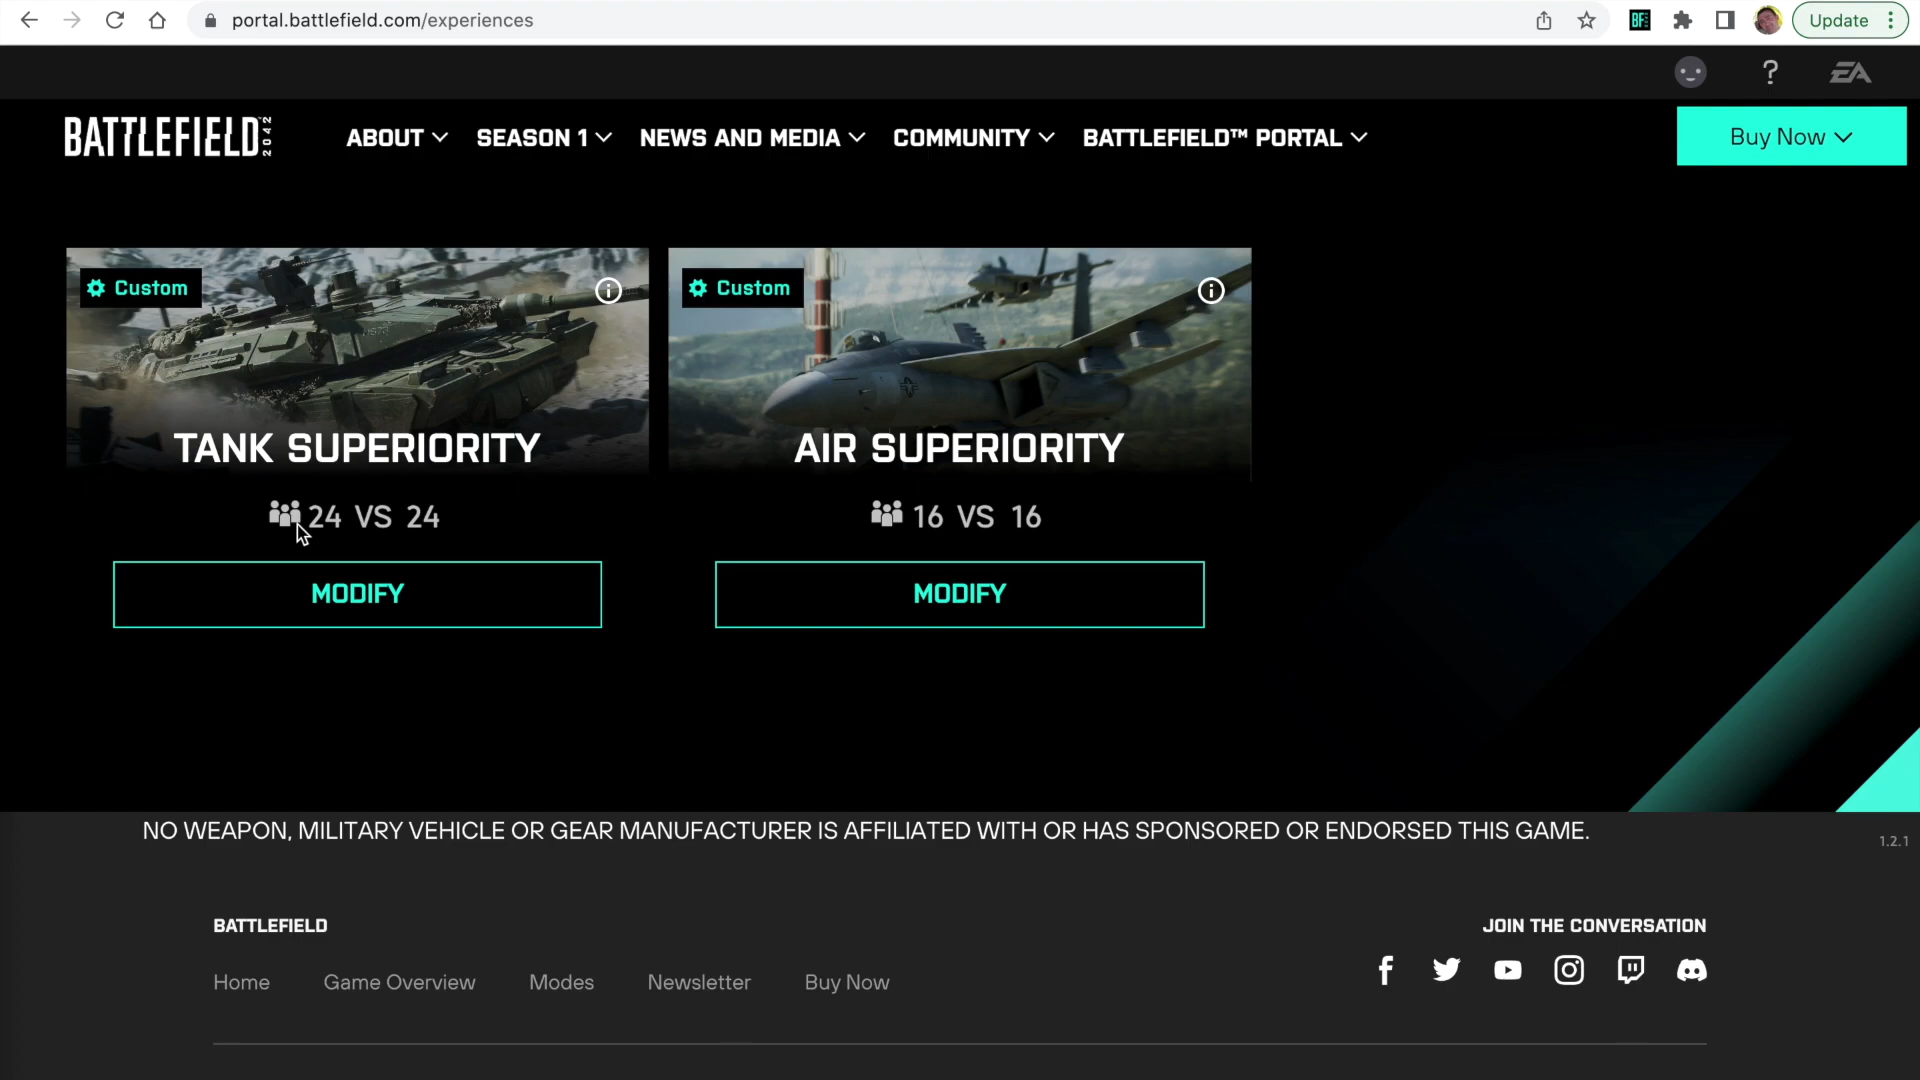 portal.battlefield.com/experiences
BF
Update
EA
BATTLEFIELD 2042
ABOUT
SEASON 1
NEWS AND MEDIA
COMMUNITY
BATTLEFIELD™ PORTAL
Buy Now
Custom
Custom
TANK SUPERIORITY
AIR SUPERIORITY
24 VS 24
16 VS 16
MODIFY
MODIFY
NO WEAPON, MILITARY VEHICLE OR GEAR MANUFACTURER IS AFFILIATED WITH OR HAS SPONSORED OR ENDORSED THIS GAME.
1.2.1
BATTLEFIELD
JOIN THE CONVERSATION
Home
Game Overview
Modes
Newsletter
Buy Now